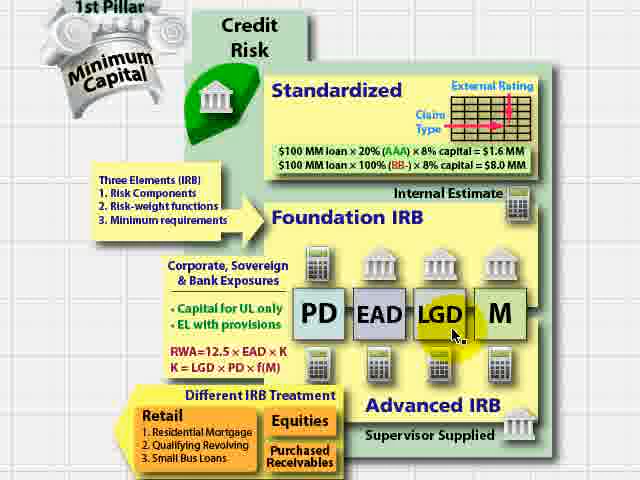 1st Pillar
Minimum
Capital
Credit
Risk
Standardized
External Rating
Claim
Type
$100 MM loan × 20% (AAA) × 8% capital = $1.6 MM
$100 MM loan × 100% (BB-) × 8% capital = $8.0 MM
Three Elements (IRB)
1. Risk Components
2. Risk-weight functions
3. Minimum requirements
Internal Estimate
Foundation IRB
Corporate, Sovereign
& Bank Exposures
• Capital for UL only
• EL with provisions
RWA=12.5 × EAD × K
K = LGD × PD × f(M)
PD
EAD
LGD
M
Advanced IRB
Supervisor Supplied
Different IRB Treatment
Retail
1. Residential Mortgage
2. Qualifying Revolving
3. Small Bus Loans
Equities
Purchased
Receivables